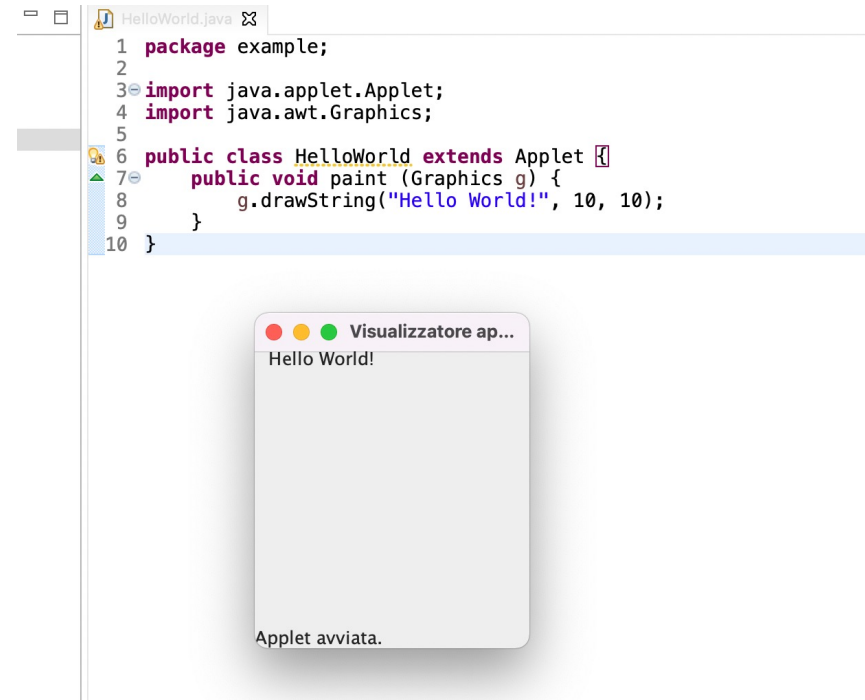 HelloWorld.java
1 package example;
2
3 import java.applet.Applet;
4 import java.awt.Graphics;
5
6 public class HelloWorld extends Applet {
7     public void paint (Graphics g) {
8         g.drawString("Hello World!", 10, 10);
9     }
10 }
Visualizzatore ap...
Hello World!
Applet avviata.